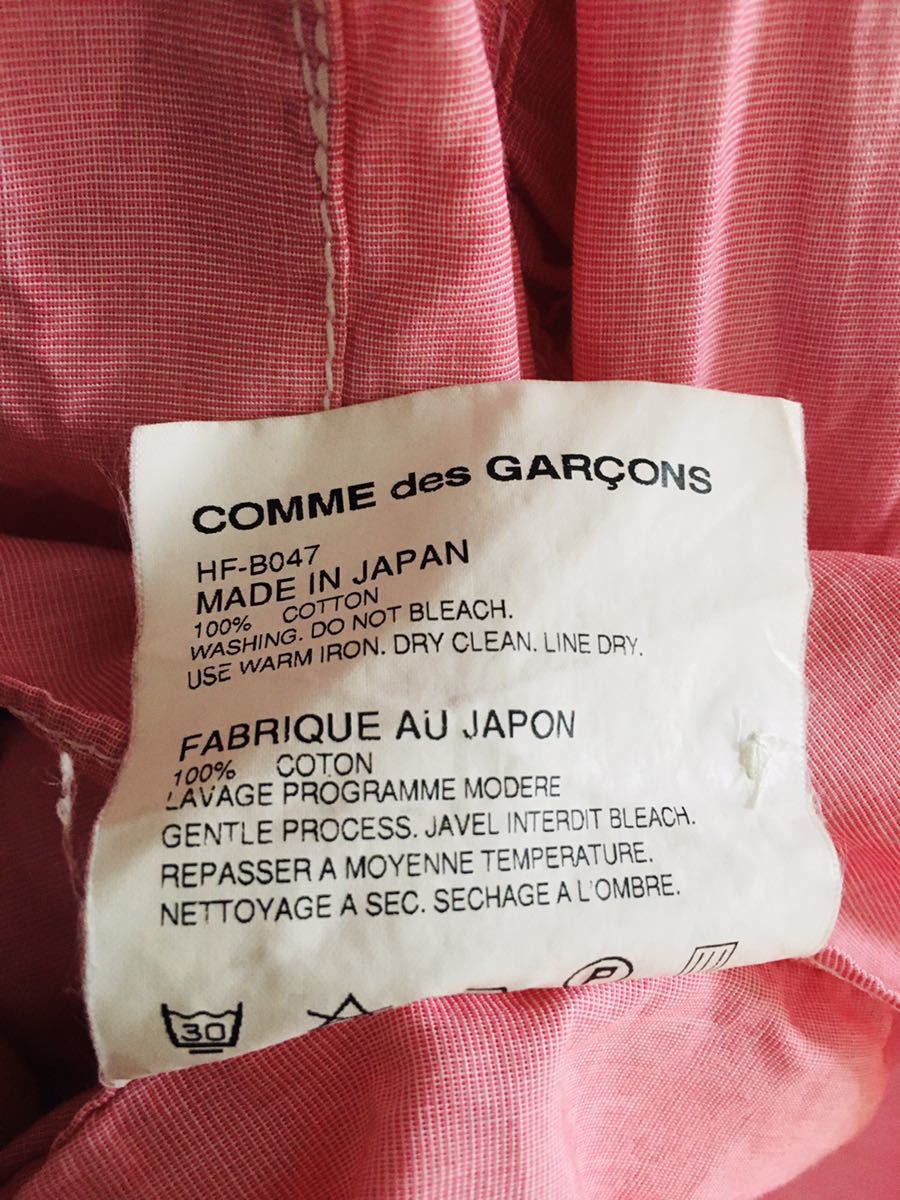 COMME des GARÇONS
HF-B047
MADE IN JAPAN
100% COTTON
WASHING. DO NOT BLEACH.
USE WARM IRON. DRY CLEAN. LINE DRY.
FABRIQUE AU JAPON
100% COTON
LAVAGE PROGRAMME MODERE
GENTLE PROCESS. JAVEL INTERDIT BLEACH.
REPASSER A MOYENNE TEMPERATURE.
NETTOYAGE A SEC. SECHAGE A L'OMBRE.
30 P